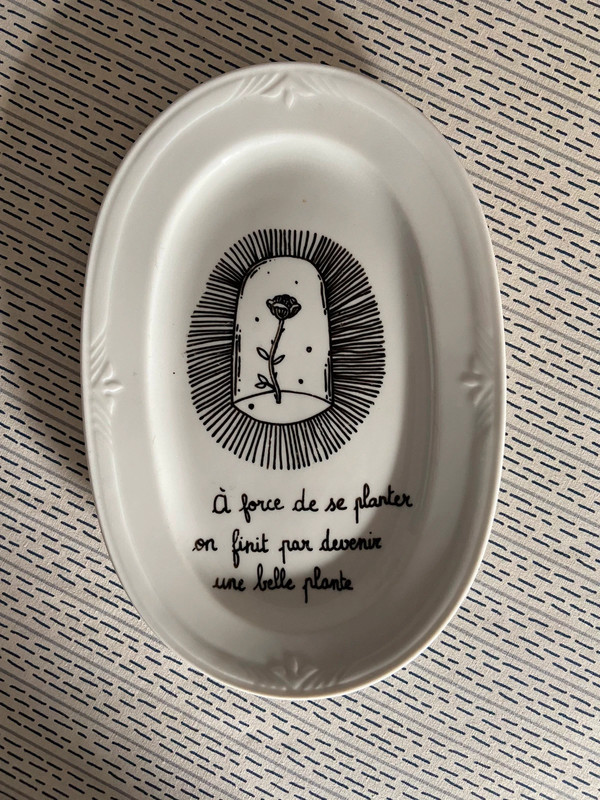 À force de se planter
on finit par devenir
une belle plante